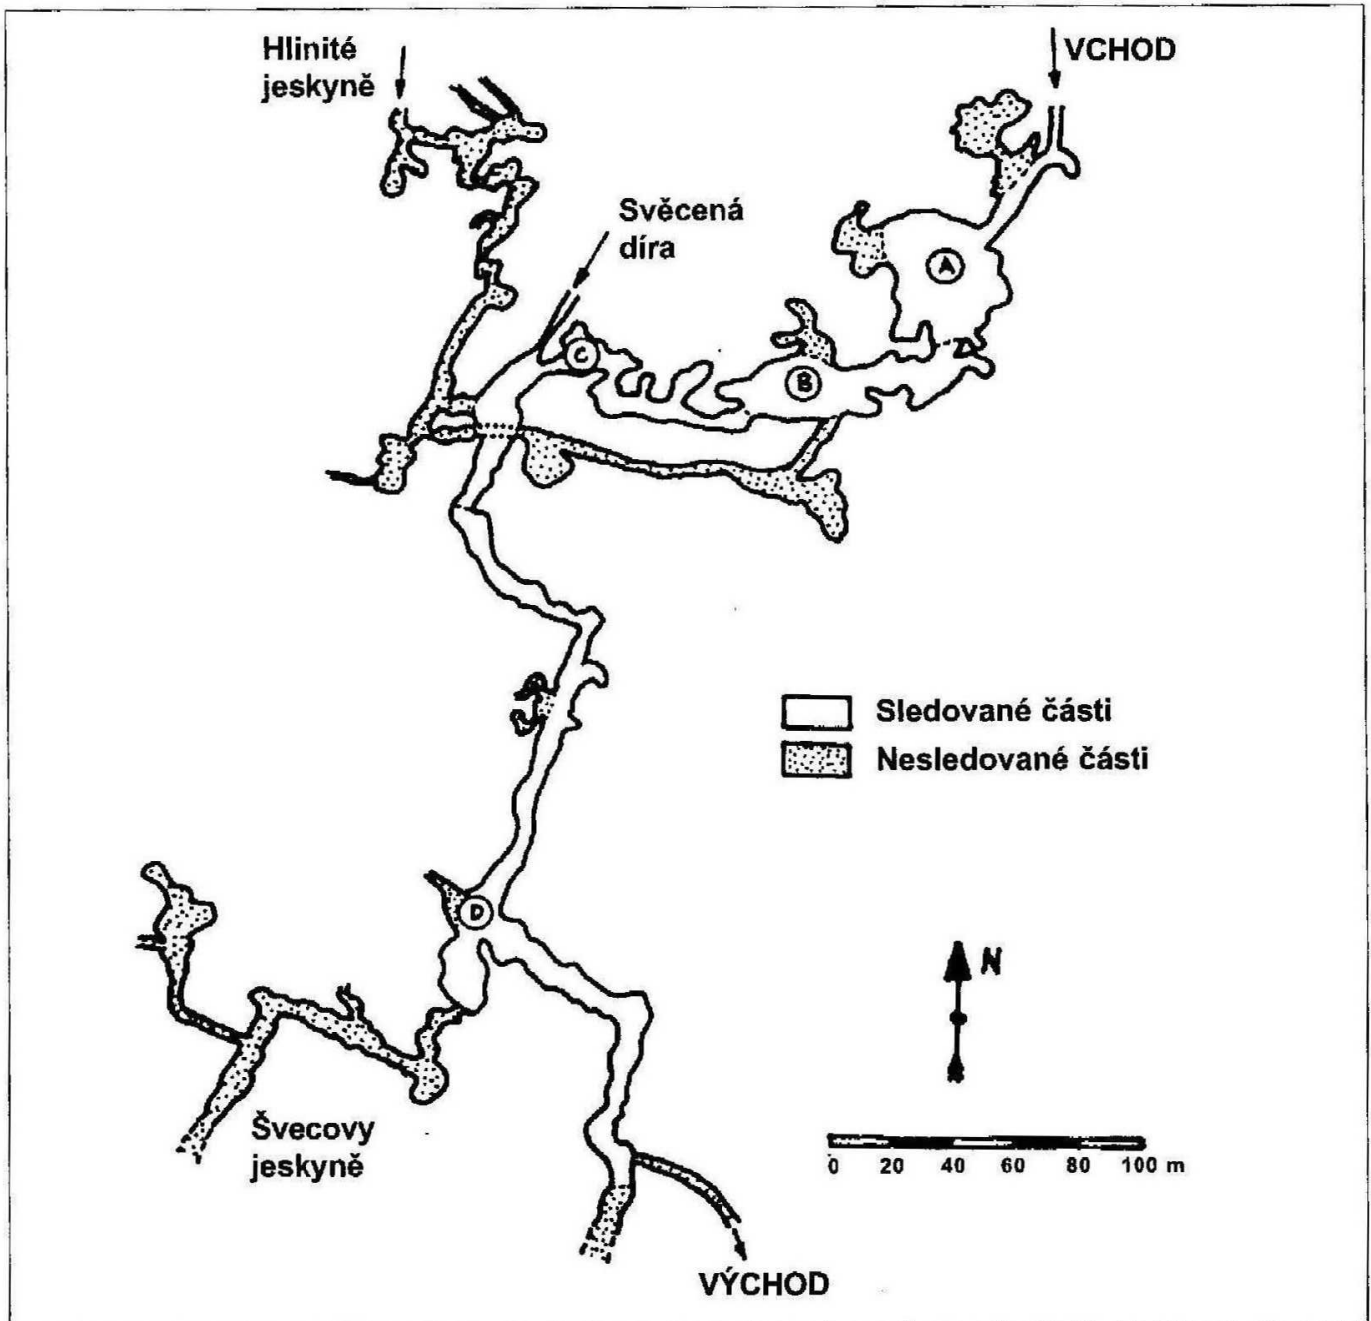 Hlinité
jeskyně
VCHOD
Svěcená
díra
A
B
C
Sledované části
Nesledované části
D
N
Švecovy
jeskyně
0 20 40 60 80 100 m
VÝCHOD